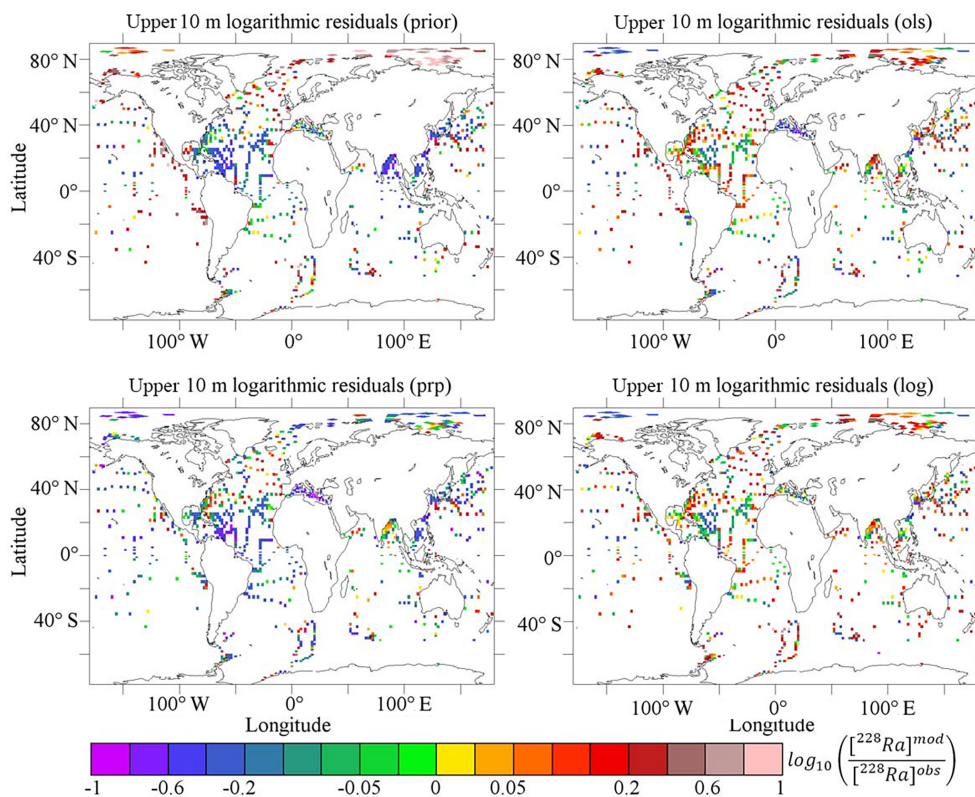 Upper 10 m logarithmic residuals (prior)
Upper 10 m logarithmic residuals (ols)
80° N
40° N
0°
40° S
Latitude
100° W
0°
100° E
80° N
40° N
0°
40° S
100° W
0°
100° E
Upper 10 m logarithmic residuals (prp)
Upper 10 m logarithmic residuals (log)
80° N
40° N
0°
40° S
Latitude
100° W
0°
100° E
Longitude
80° N
40° N
0°
40° S
100° W
0°
100° E
Longitude
-1 -0.6 -0.2 -0.05 0 0.05 0.2 0.6 1
log₁₀([²²⁸Ra]ᵐᵒᵈ/[²²⁸Ra]ᵒᵇˢ)